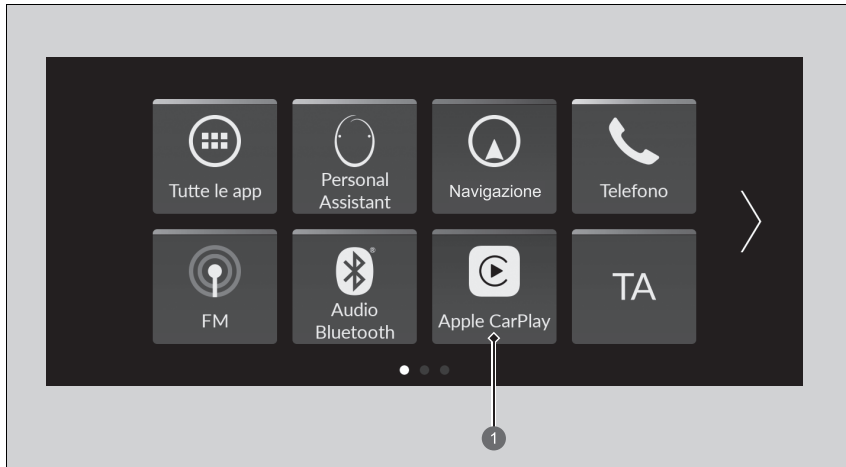 Tutte le app
Personal
Assistant
Navigazione
Telefono
FM
Audio
Bluetooth
Apple CarPlay
TA
1